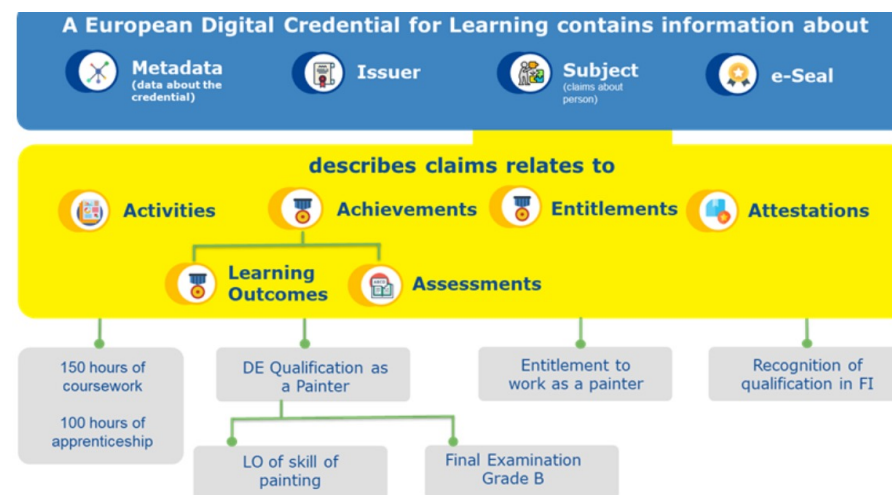 A European Digital Credential for Learning contains information about
Metadata
(data about the
credential)
Issuer
Subject
(claims about
person)
e-Seal
describes claims relates to
Activities
Achievements
Entitlements
Attestations
Learning
Outcomes
Assessments
150 hours of
coursework
100 hours of
apprenticeship
DE Qualification as
a Painter
Entitlement to
work as a painter
Recognition of
qualification in FI
LO of skill of
painting
Final Examination
Grade B